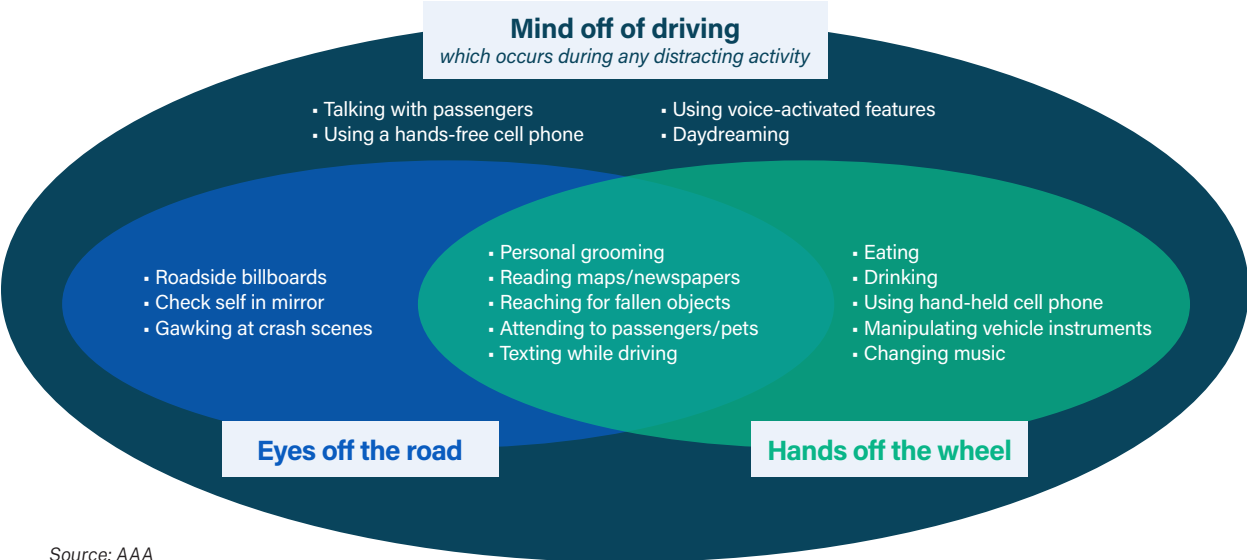 Mind off of driving
which occurs during any distracting activity
▪ Talking with passengers
▪ Using a hands-free cell phone
▪ Using voice-activated features
▪ Daydreaming
▪ Roadside billboards
▪ Check self in mirror
▪ Gawking at crash scenes
▪ Personal grooming
▪ Reading maps/newspapers
▪ Reaching for fallen objects
▪ Attending to passengers/pets
▪ Texting while driving
▪ Eating
▪ Drinking
▪ Using hand-held cell phone
▪ Manipulating vehicle instruments
▪ Changing music
Eyes off the road
Hands off the wheel
Source: AAA